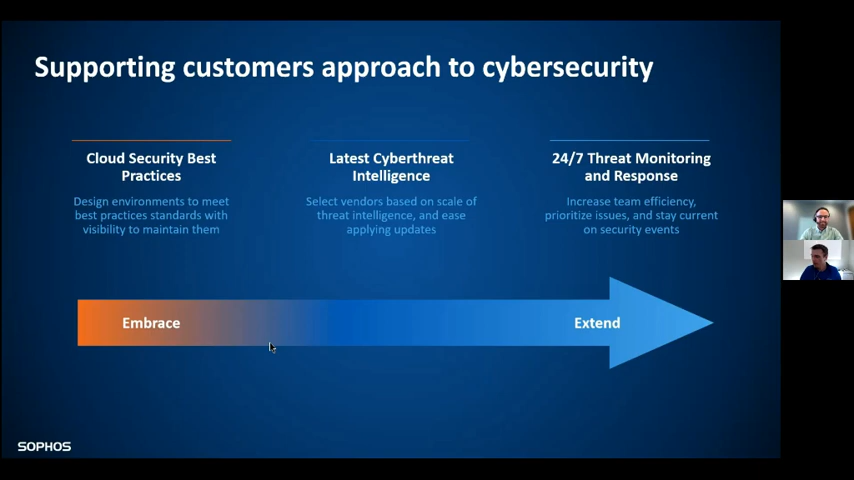 Supporting customers approach to cybersecurity
Cloud Security Best
Practices
Design environments to meet
best practices standards with
visibility to maintain them
Latest Cyberthreat
Intelligence
Select vendors based on scale of
threat intelligence, and ease
applying updates
24/7 Threat Monitoring
and Response
Increase team efficiency,
prioritize issues, and stay current
on security events
Embrace
Extend
SOPHOS